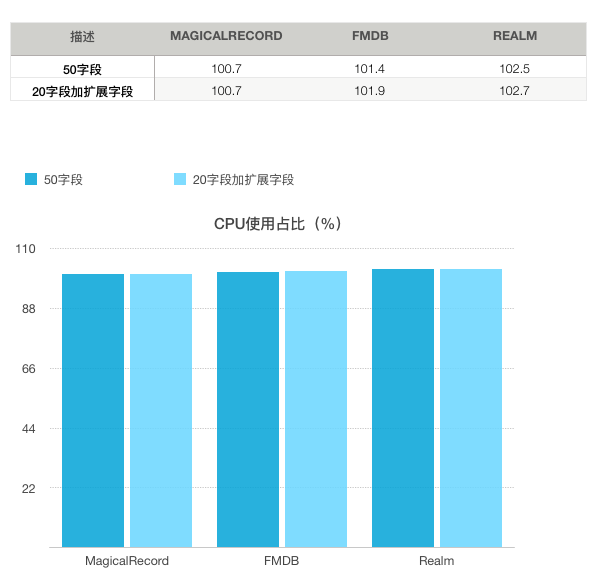 描述 MAGICALRECORD FMDB REALM
50字段 100.7 101.4 102.5
20字段加扩展字段 100.7 101.9 102.7
50字段 20字段加扩展字段
CPU使用占比（%）
110
88
66
44
22
MagicalRecord FMDB Realm